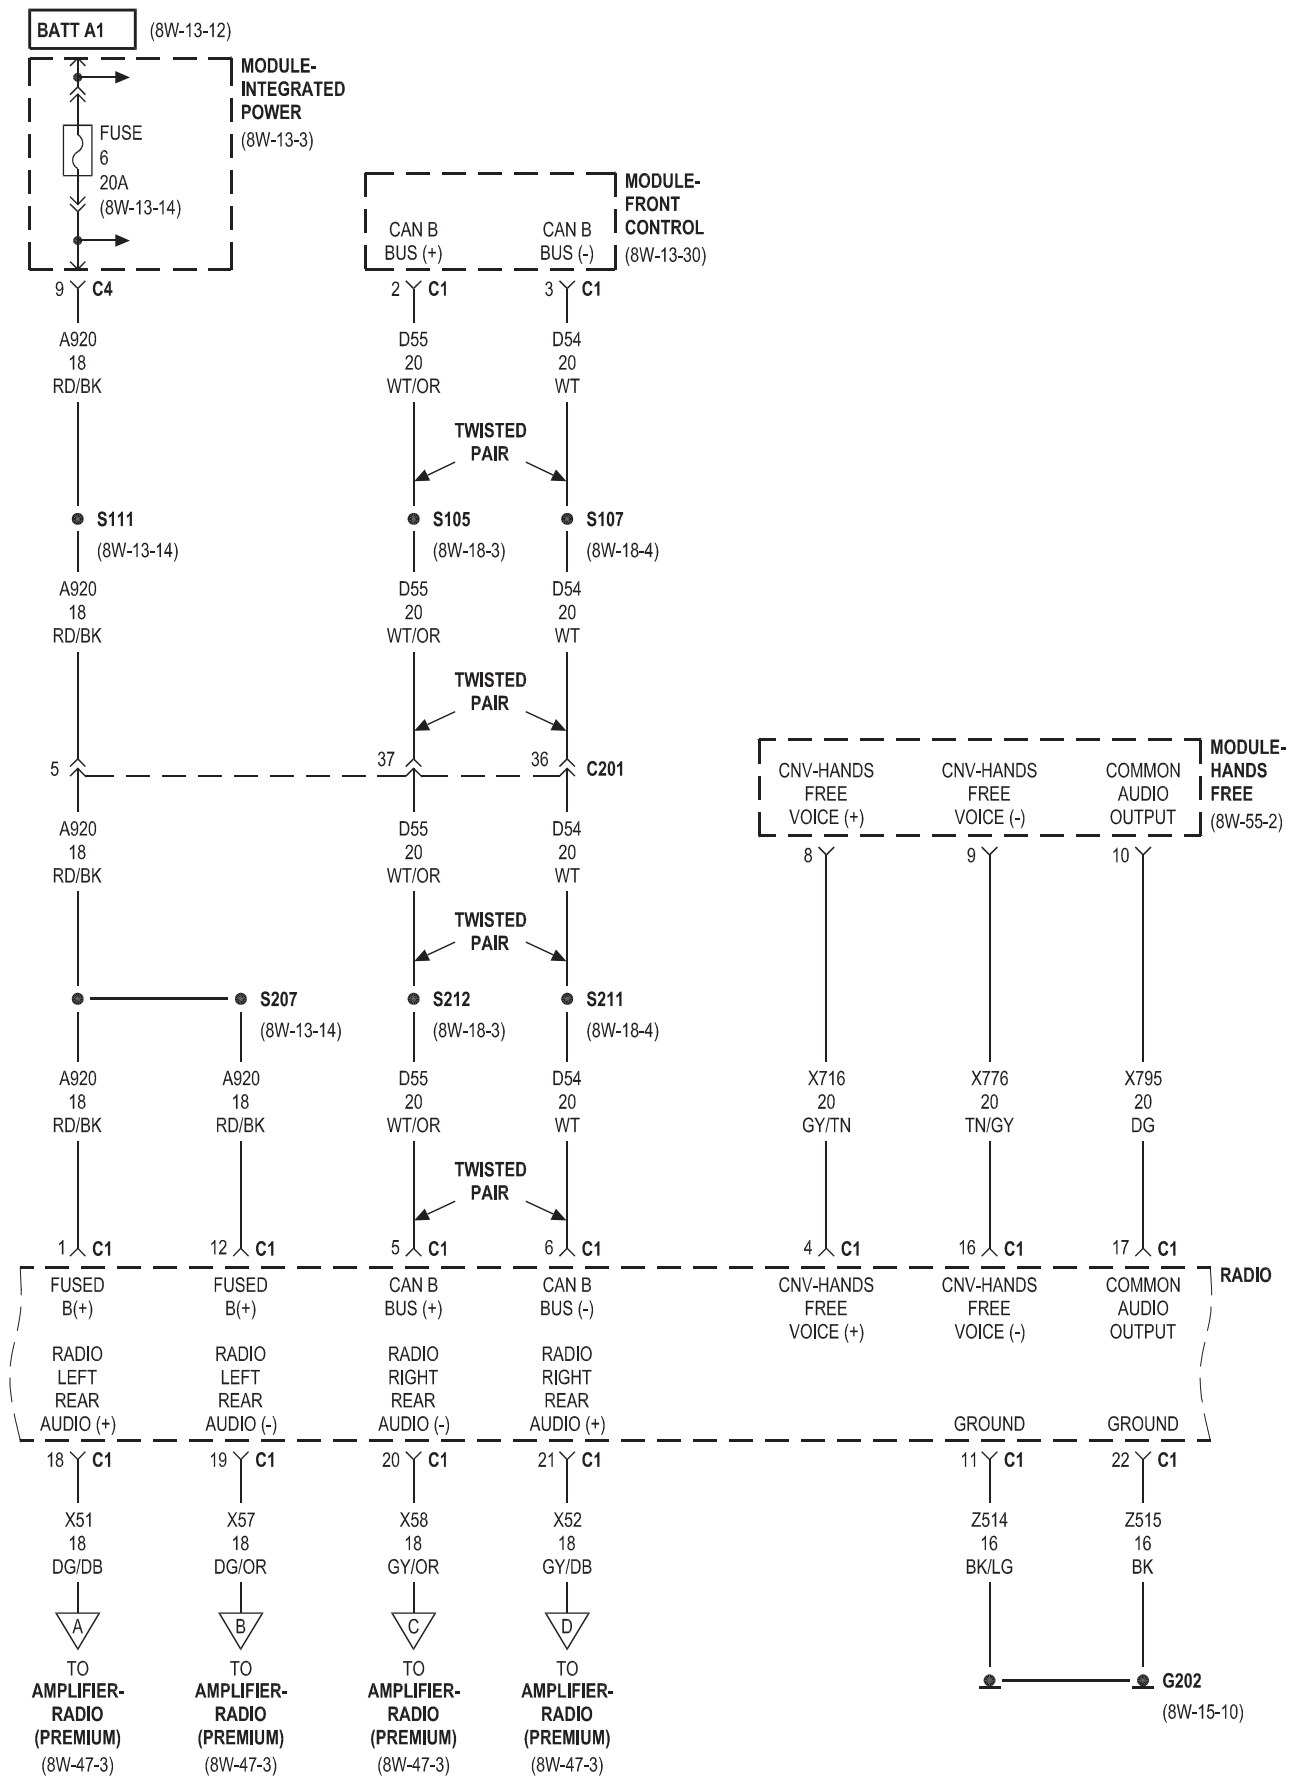 BATT A1 (8W-13-12)
MODULE-
INTEGRATED
POWER
(8W-13-3)
FUSE
6
20A
(8W-13-14)
MODULE-
FRONT
CONTROL
(8W-13-30)
CAN B
BUS (+)
CAN B
BUS (-)
9 C4
2 C1
3 C1
A920
18
RD/BK
D55
20
WT/OR
D54
20
WT
TWISTED
PAIR
S111
(8W-13-14)
S105
(8W-18-3)
S107
(8W-18-4)
A920
18
RD/BK
D55
20
WT/OR
D54
20
WT
TWISTED
PAIR
5
37
36
C201
MODULE-
HANDS
FREE
(8W-55-2)
CNV-HANDS
FREE
VOICE (+)
CNV-HANDS
FREE
VOICE (-)
COMMON
AUDIO
OUTPUT
8
9
10
A920
18
RD/BK
D55
20
WT/OR
D54
20
WT
TWISTED
PAIR
S207
(8W-13-14)
S212
(8W-18-3)
S211
(8W-18-4)
A920
18
RD/BK
A920
18
RD/BK
D55
20
WT/OR
D54
20
WT
X716
20
GY/TN
X776
20
TN/GY
X795
20
DG
TWISTED
PAIR
1 C1
12 C1
5 C1
6 C1
4 C1
16 C1
17 C1
RADIO
FUSED
B(+)
FUSED
B(+)
CAN B
BUS (+)
CAN B
BUS (-)
CNV-HANDS
FREE
VOICE (+)
CNV-HANDS
FREE
VOICE (-)
COMMON
AUDIO
OUTPUT
RADIO
LEFT
REAR
AUDIO (+)
RADIO
LEFT
REAR
AUDIO (-)
RADIO
RIGHT
REAR
AUDIO (-)
RADIO
RIGHT
REAR
AUDIO (+)
GROUND
GROUND
18 C1
19 C1
20 C1
21 C1
11 C1
22 C1
X51
18
DG/DB
X57
18
DG/OR
X58
18
GY/OR
X52
18
GY/DB
Z514
16
BK/LG
Z515
16
BK
A
B
C
D
TO
AMPLIFIER-
RADIO
(PREMIUM)
(8W-47-3)
TO
AMPLIFIER-
RADIO
(PREMIUM)
(8W-47-3)
TO
AMPLIFIER-
RADIO
(PREMIUM)
(8W-47-3)
TO
AMPLIFIER-
RADIO
(PREMIUM)
(8W-47-3)
G202
(8W-15-10)